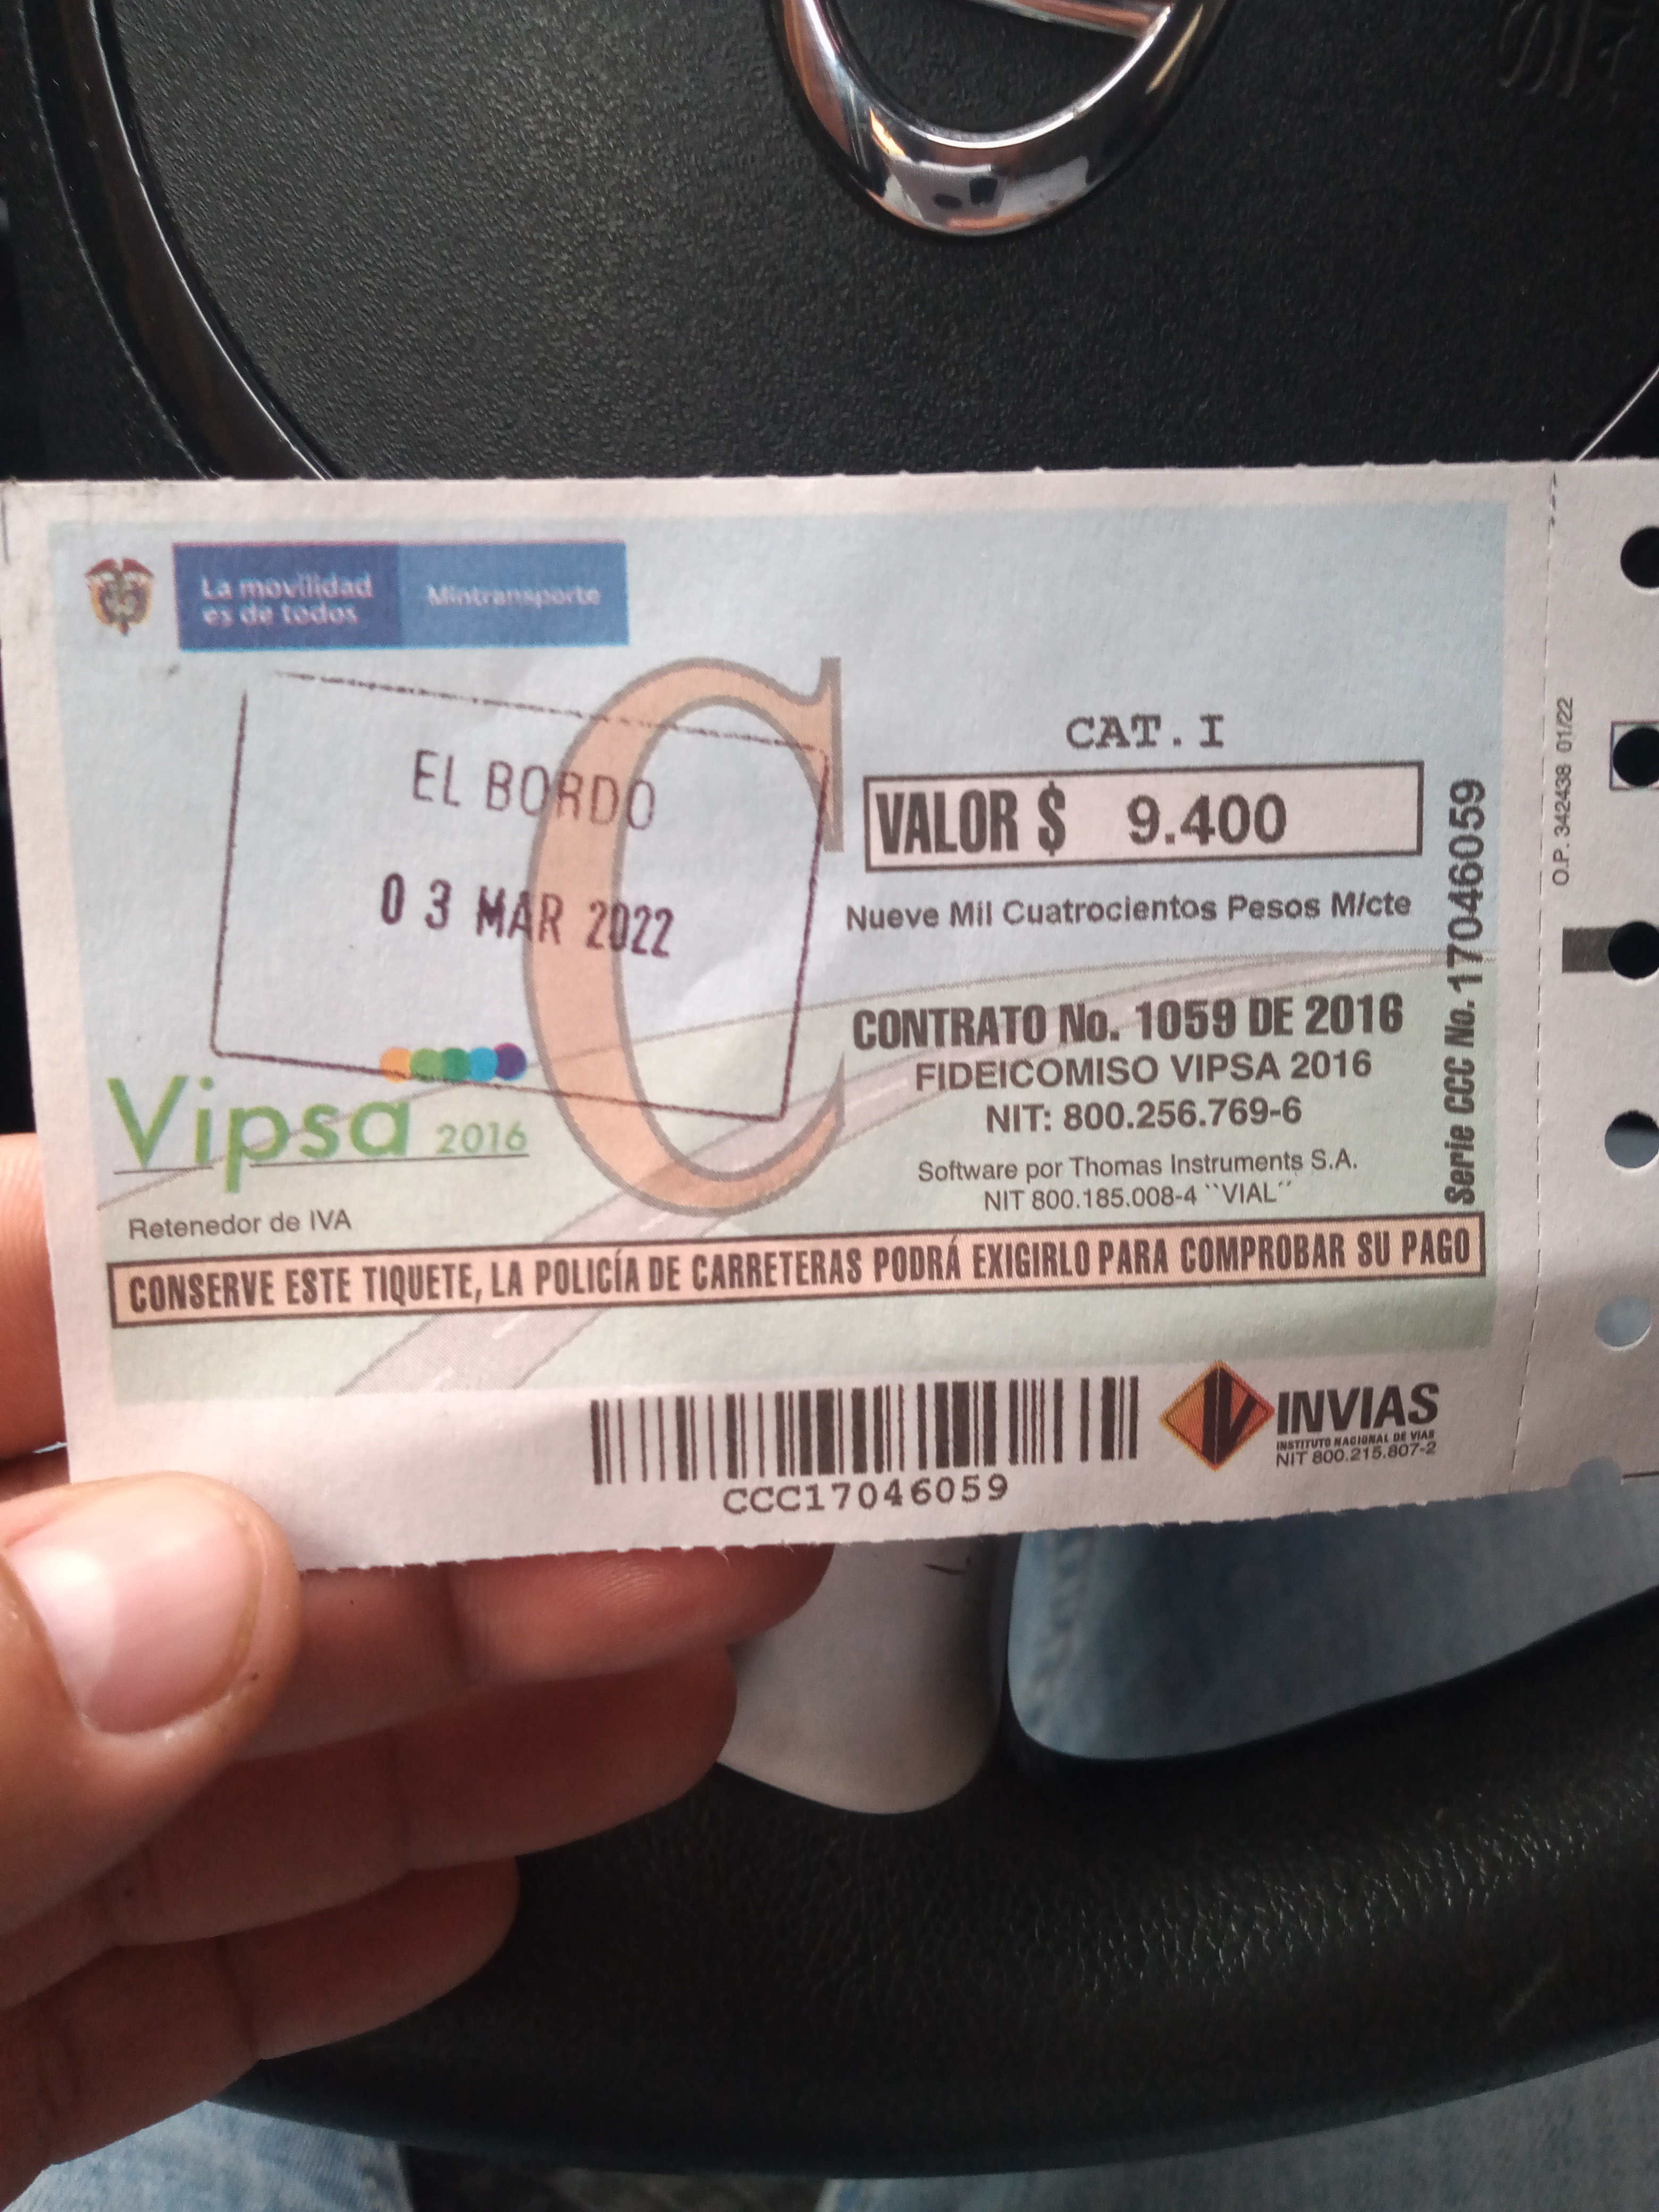 La movilidad
es de todos
Mintransporte
EL BORDO
0 3 MAR 2022
Vipsa 2016
Retenedor de IVA
C
CAT.I
VALOR $ 9.400
Nueve Mil Cuatrocientos Pesos M/cte
CONTRATO No. 1059 DE 2016
FIDEICOMISO VIPSA 2016
NIT: 800.256.769-6
Software por Thomas Instruments S.A.
NIT 800.185.008-4 ``VIAL´´
Serie CCC No. 17046059
O.P. 342438 01/22
CONSERVE ESTE TIQUETE, LA POLICÍA DE CARRETERAS PODRÁ EXIGIRLO PARA COMPROBAR SU PAGO
CCC17046059
INVIAS
INSTITUTO NACIONAL DE VIAS
NIT 800.215.807-2